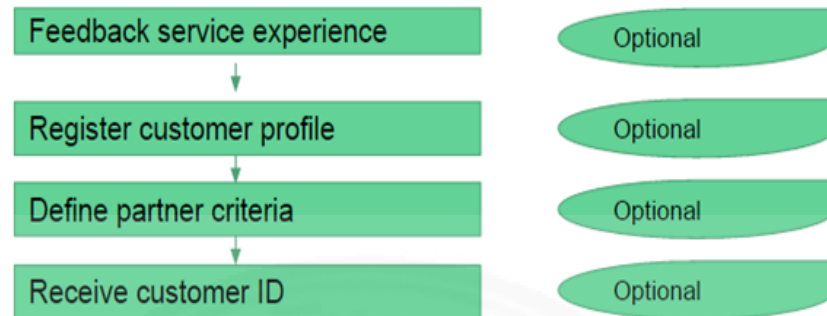 Feedback service experience
Optional
Register customer profile
Optional
Define partner criteria
Optional
Receive customer ID
Optional